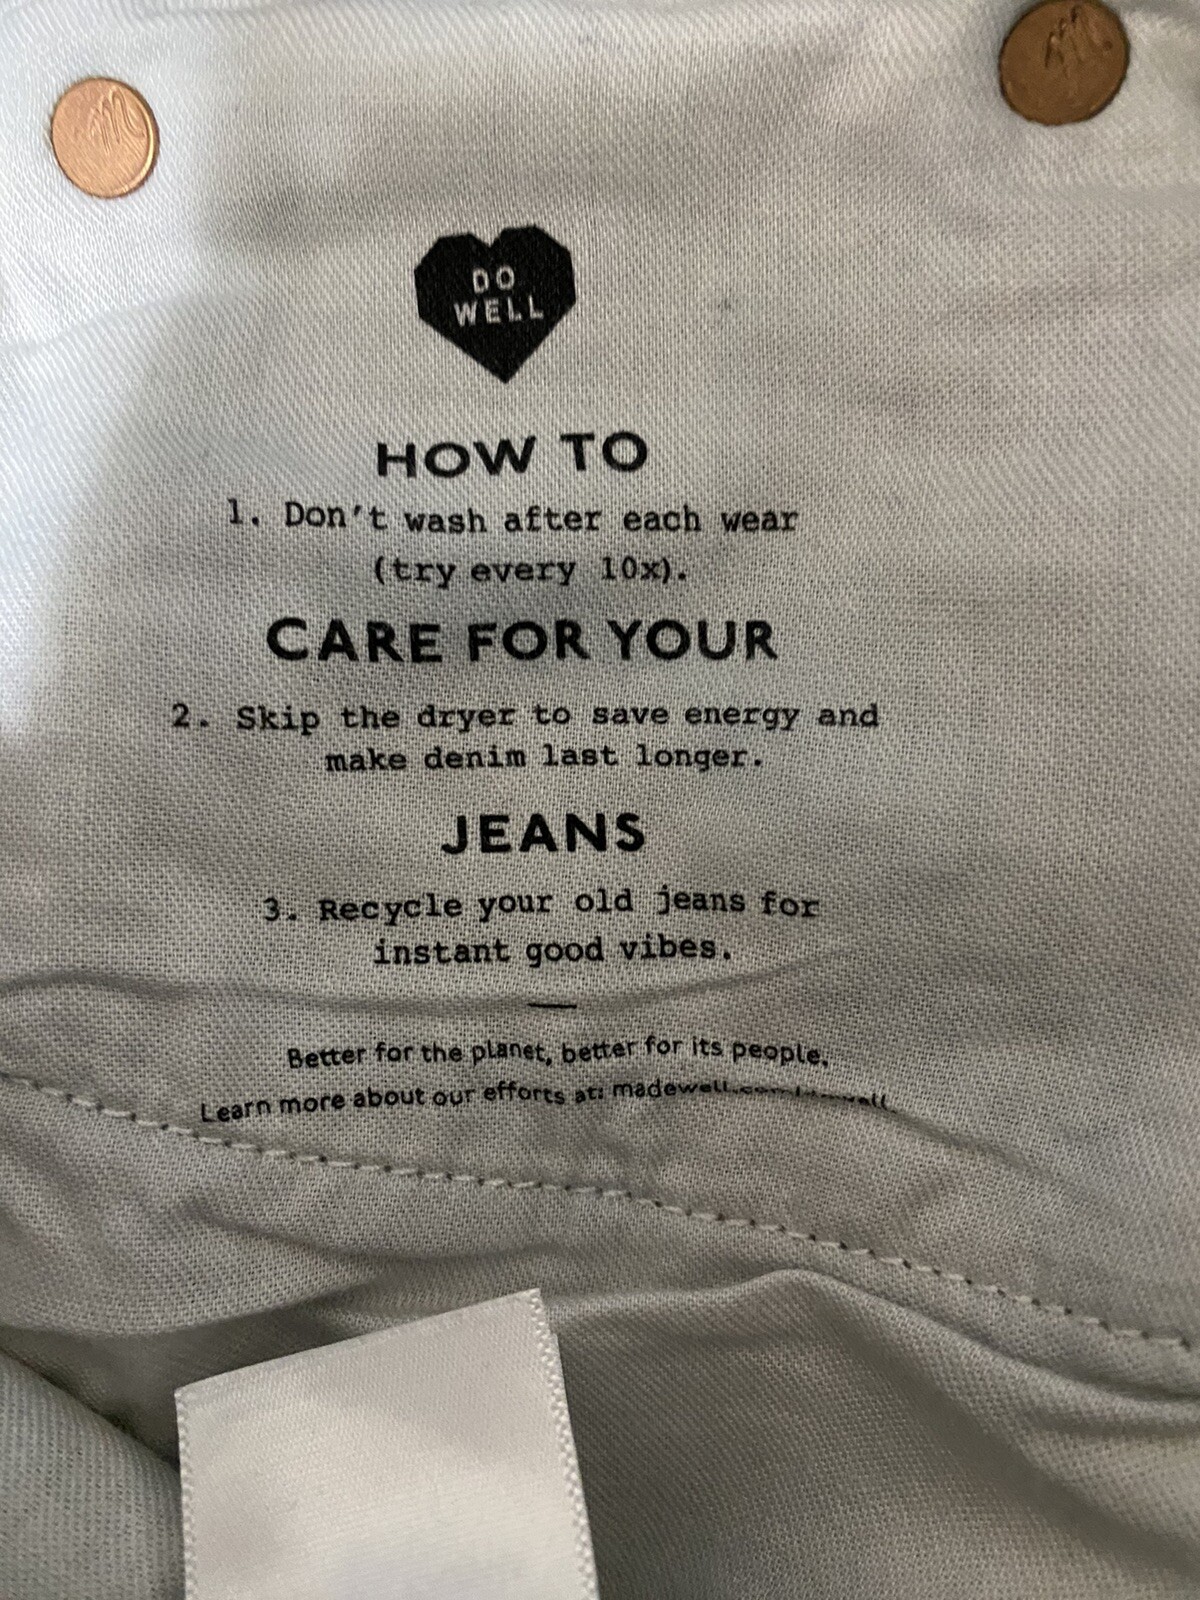 DO
WELL
HOW TO
1. Don't wash after each wear
(try every 10x).
CARE FOR YOUR
2. Skip the dryer to save energy and
make denim last longer.
JEANS
3. Recycle your old jeans for
instant good vibes.
Better for the planet, better for its people.
Learn more about our efforts at: